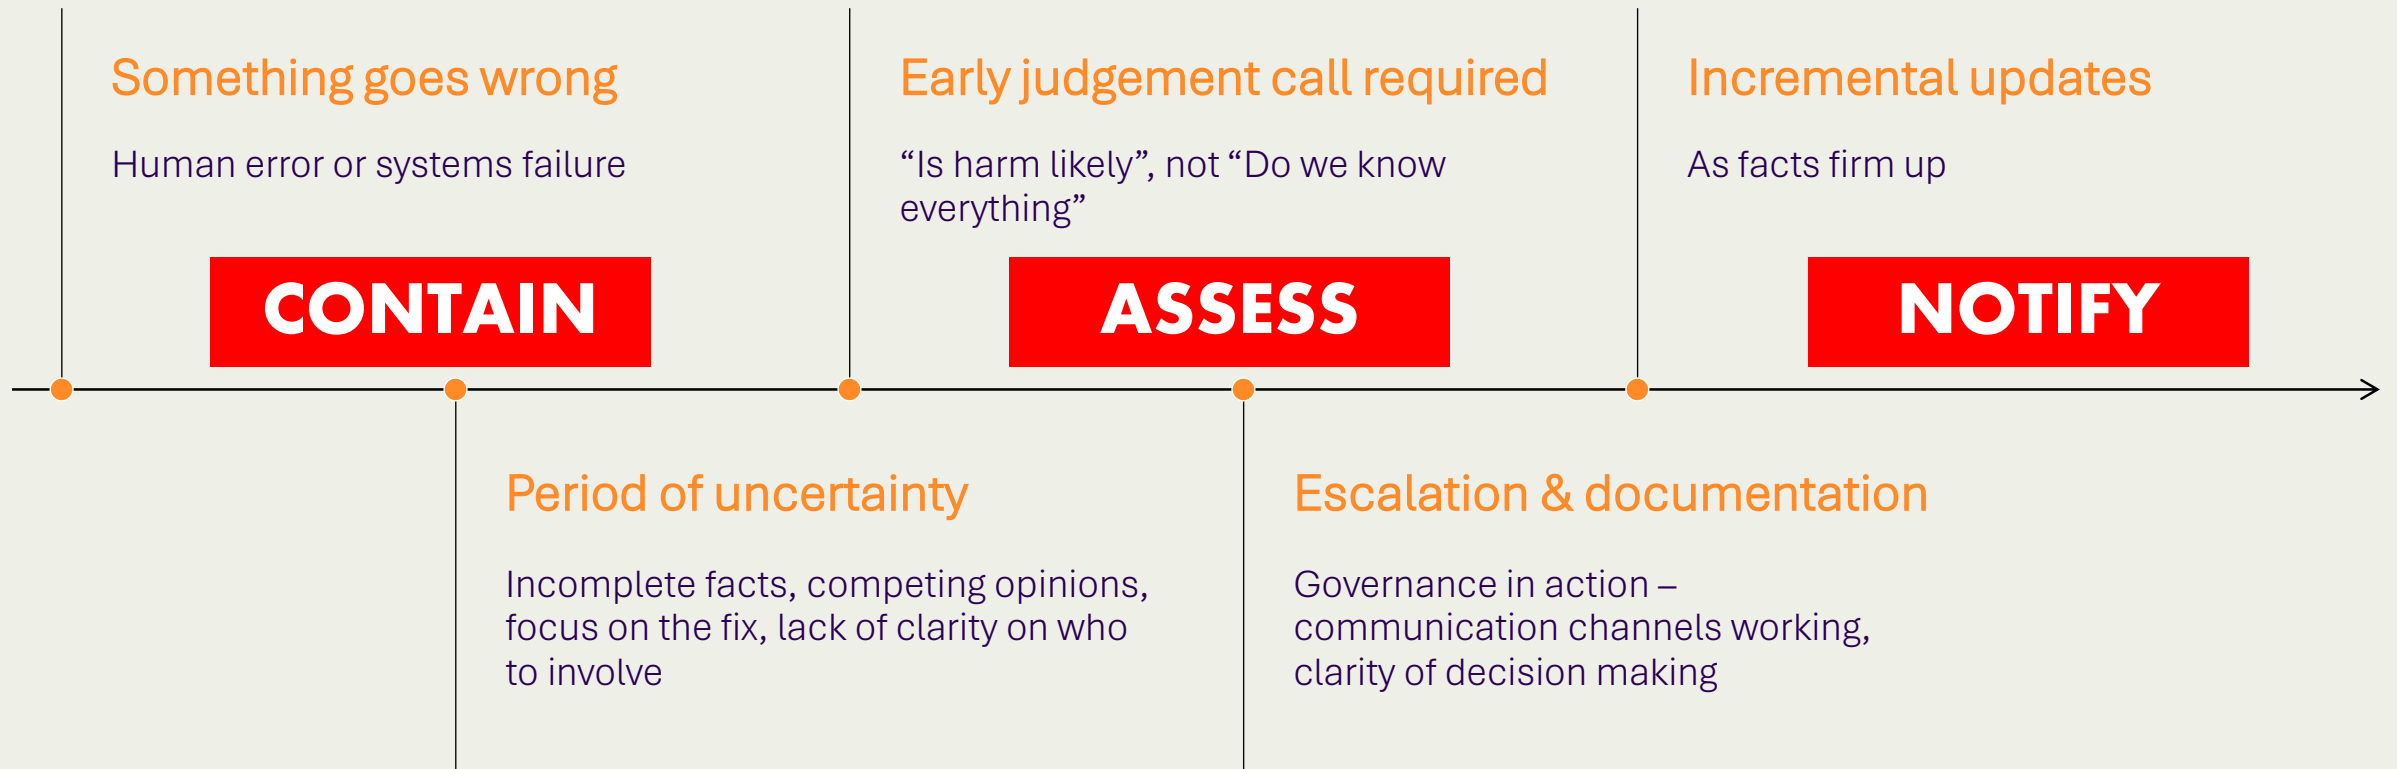 Something goes wrong
Human error or systems failure
CONTAIN
Early judgement call required
“Is harm likely”, not “Do we know
everything”
ASSESS
Incremental updates
As facts firm up
NOTIFY
Period of uncertainty
Incomplete facts, competing opinions,
focus on the fix, lack of clarity on who
to involve
Escalation & documentation
Governance in action –
communication channels working,
clarity of decision making